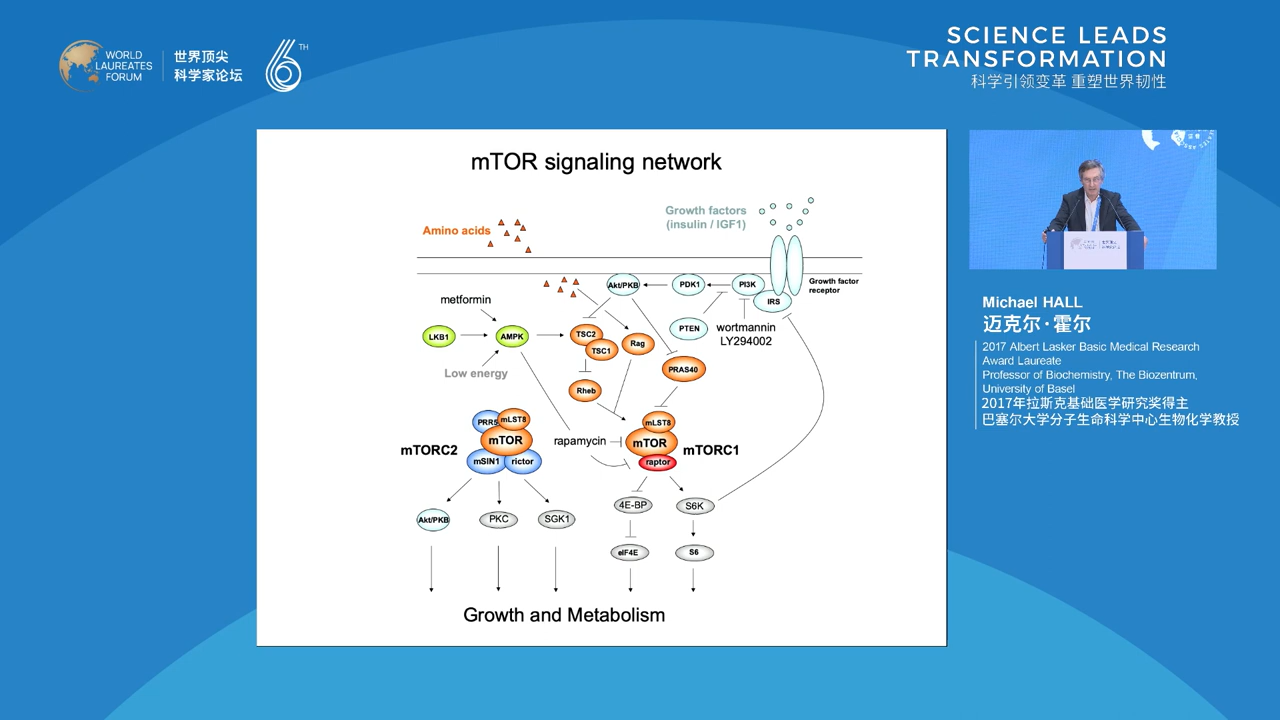 WORLD
LAUREATES
FORUM
世界顶尖
科学家论坛
6TH
SCIENCE LEADS
TRANSFORMATION
科学引领变革 重塑世界韧性
mTOR signaling network
Amino acids
Growth factors
(insulin / IGF1)
Growth factor
receptor
Akt/PKB
PDK1
PI3K
IRS
metformin
PTEN
wortmannin
LY294002
LKB1
AMPK
TSC2
TSC1
Rag
Low energy
PRAS40
Rheb
PRR5
mLST8
mTOR
mSIN1
rictor
mTORC2
rapamycin
mLST8
mTOR
raptor
mTORC1
Akt/PKB
PKC
SGK1
4E-BP
S6K
eIF4E
S6
Growth and Metabolism
Michael HALL
迈克尔·霍尔
2017 Albert Lasker Basic Medical Research
Award Laureate
Professor of Biochemistry, The Biozentrum,
University of Basel
2017年拉斯克基础医学研究奖得主
巴塞尔大学分子生命科学中心生物化学教授